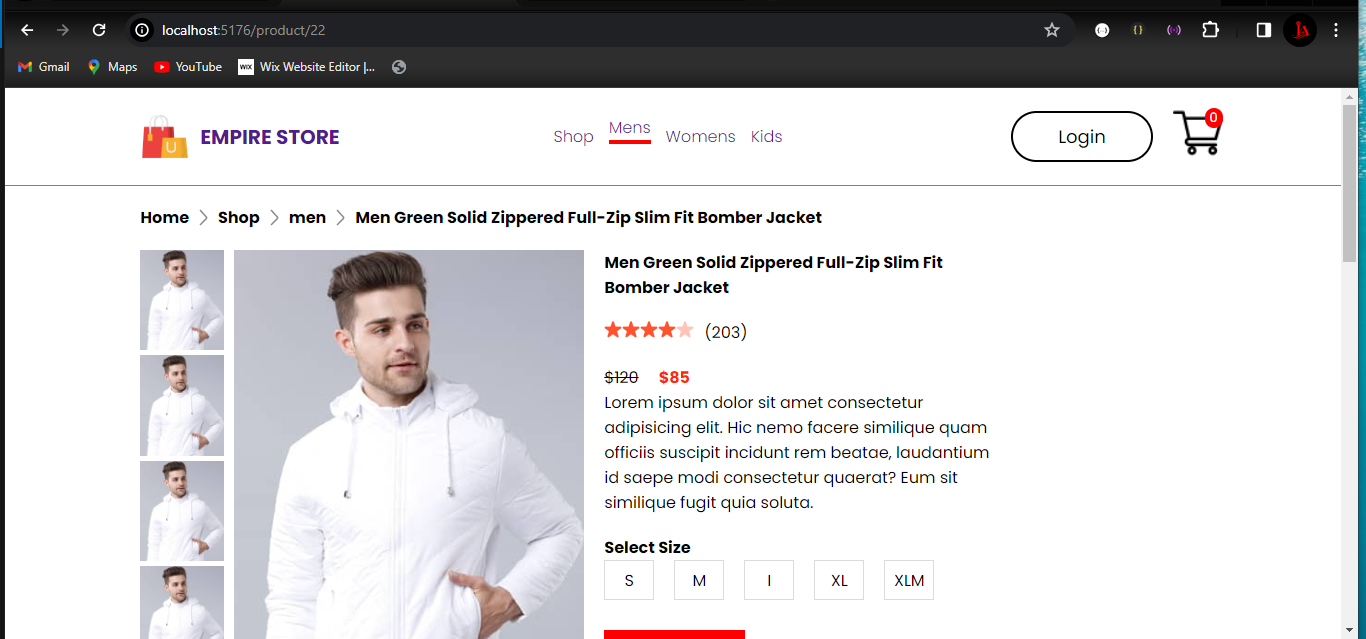 localhost:5176/product/22
Gmail Maps YouTube Wix Website Editor |...
EMPIRE STORE Shop Mens Womens Kids Login 0
Home Shop men Men Green Solid Zippered Full-Zip Slim Fit Bomber Jacket
Men Green Solid Zippered Full-Zip Slim Fit
Bomber Jacket
(203)
$120 $85
Lorem ipsum dolor sit amet consectetur
adipisicing elit. Hic nemo facere similique quam
officiis suscipit incidunt rem beatae, laudantium
id saepe modi consectetur quaerat? Eum sit
similique fugit quia soluta.
Select Size
S M l XL XLM